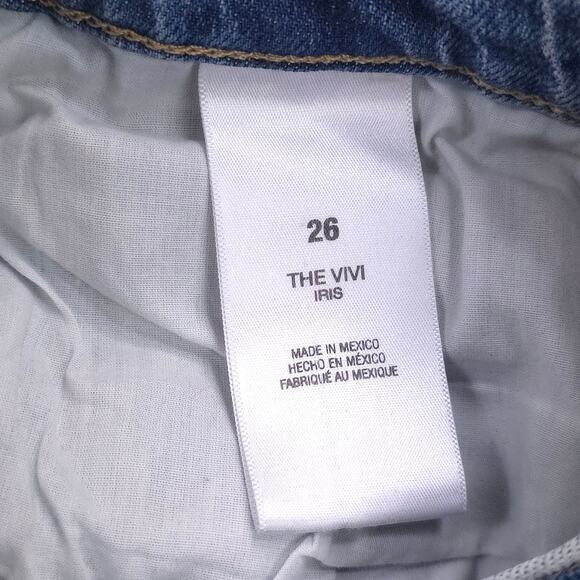 26
THE VIVI
IRIS
MADE IN MEXICO
HECHO EN MÉXICO
FABRIQUÉ AU MEXIQUE